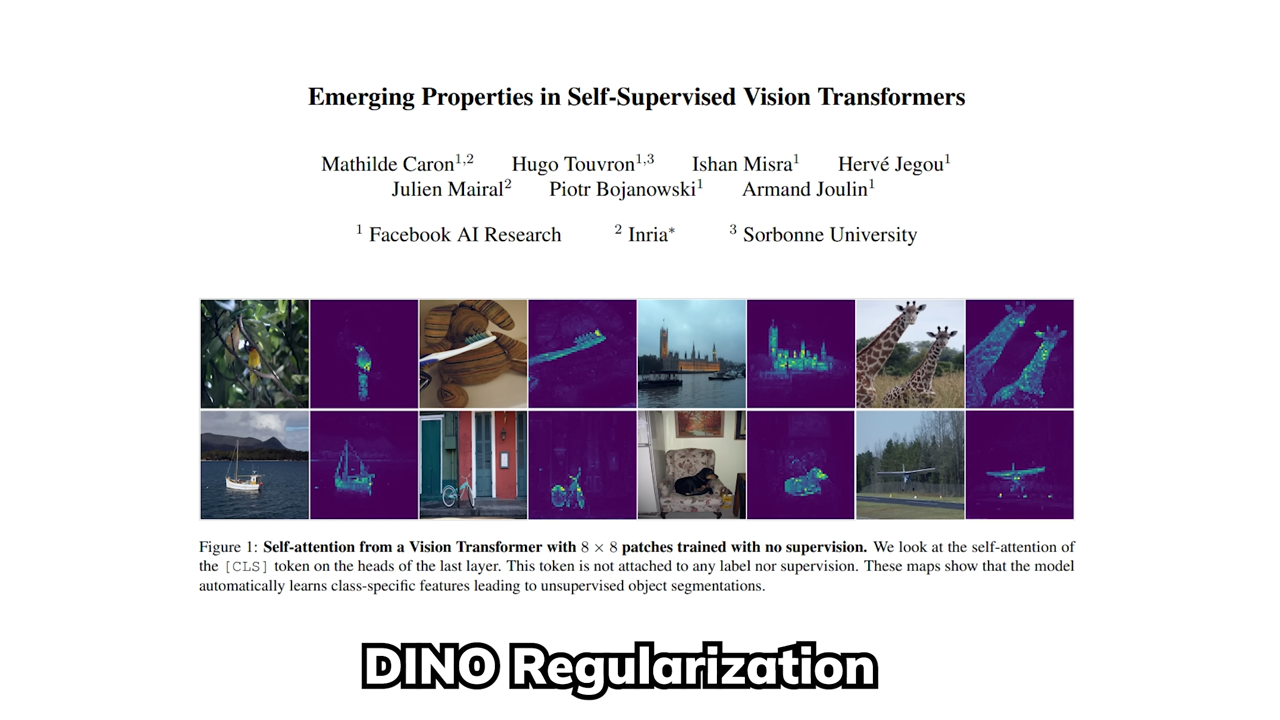 Emerging Properties in Self-Supervised Vision Transformers
Mathilde Caron1,2 Hugo Touvron1,3 Ishan Misra1 Hervé Jegou1
Julien Mairal2 Piotr Bojanowski1 Armand Joulin1
1 Facebook AI Research 2 Inria* 3 Sorbonne University
Figure 1: Self-attention from a Vision Transformer with 8 × 8 patches trained with no supervision. We look at the self-attention of
the [CLS] token on the heads of the last layer. This token is not attached to any label nor supervision. These maps show that the model
automatically learns class-specific features leading to unsupervised object segmentations.
DINO Regularization